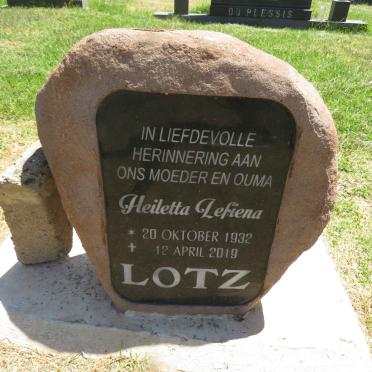 DU PLESSIS
IN LIEFDEVOLLE
HERINNERING AAN
ONS MOEDER EN OUMA
Heiletta Lefiena
* 20 OKTOBER 1932
✝ 12 APRIL 2019
LOTZ